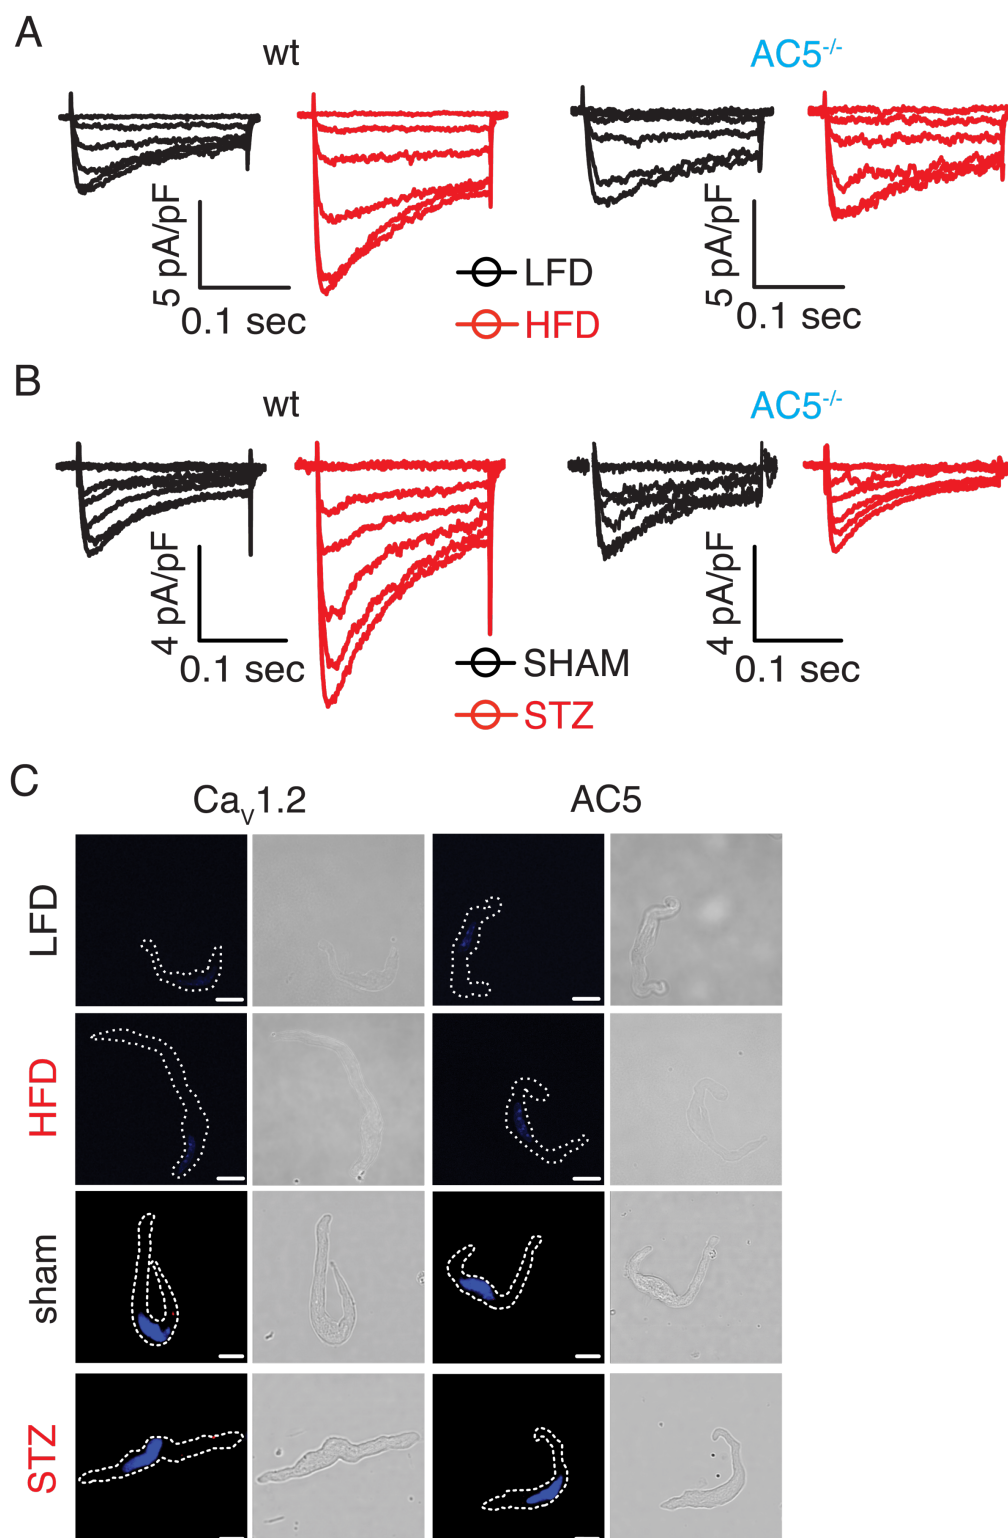 A
wt
AC5-/-
5 pA/pF
0.1 sec
LFD
HFD
5 pA/pF
0.1 sec
B
wt
AC5-/-
4 pA/pF
0.1 sec
SHAM
STZ
4 pA/pF
0.1 sec
C
CaV1.2
AC5
LFD
HFD
sham
STZ